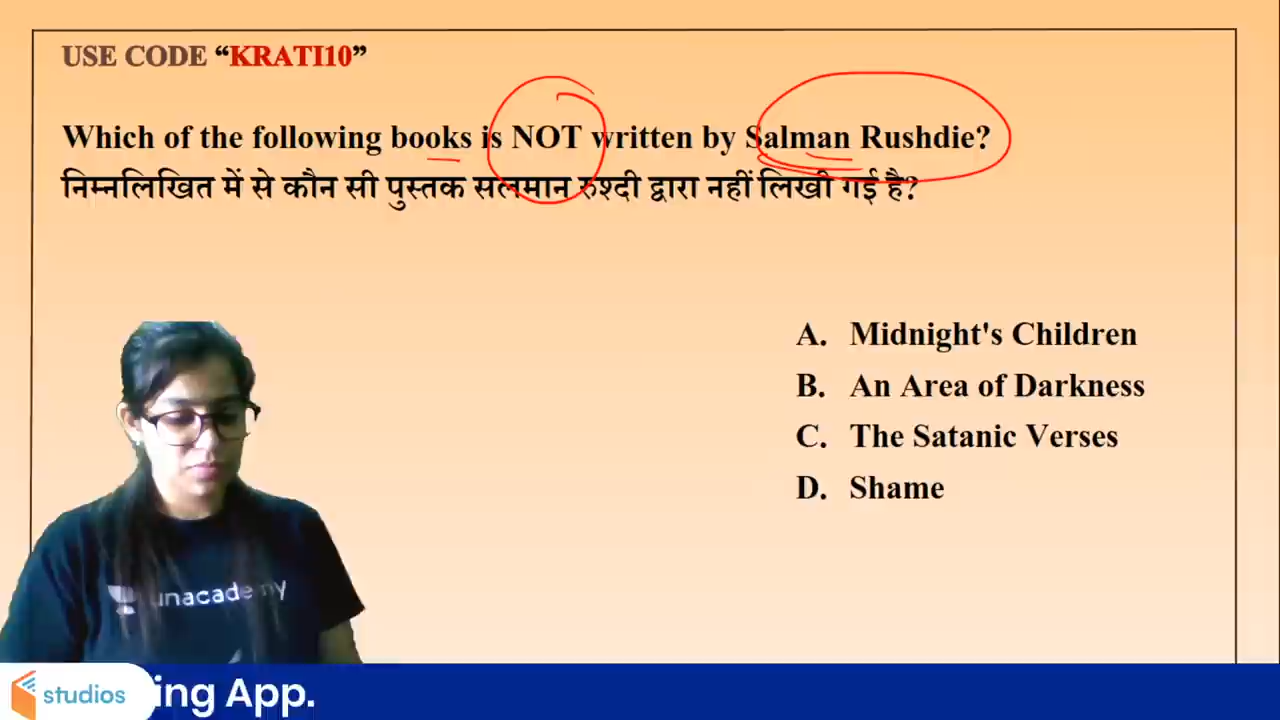 USE CODE “KRATI10”
Which of the following books is NOT written by Salman Rushdie?
निम्नलिखित में से कौन सी पुस्तक सलमान रुश्दी द्वारा नहीं लिखी गई है?
A. Midnight's Children
B. An Area of Darkness
C. The Satanic Verses
D. Shame
unacademy
studios
ing App.